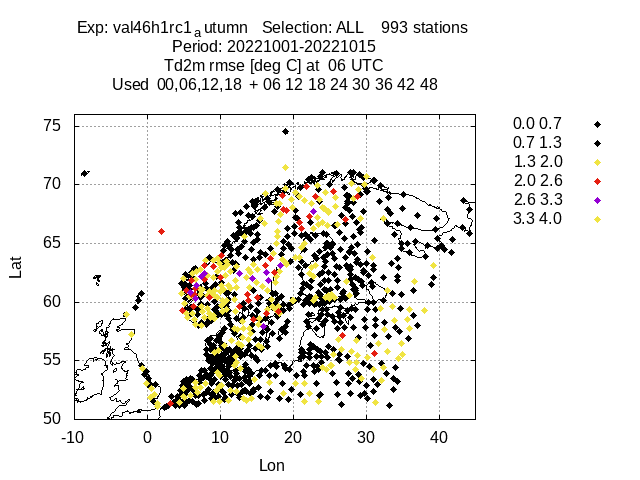 Exp: val46h1rc1_a utumn   Selection: ALL    993 stations
Period: 20221001-20221015
Td2m rmse [deg C] at  06 UTC
Used  00,06,12,18  + 06 12 18 24 30 36 42 48
75
70
65
60
55
50
Lat
-10 0 10 20 30 40
Lon
0.0 0.7
0.7 1.3
1.3 2.0
2.0 2.6
2.6 3.3
3.3 4.0